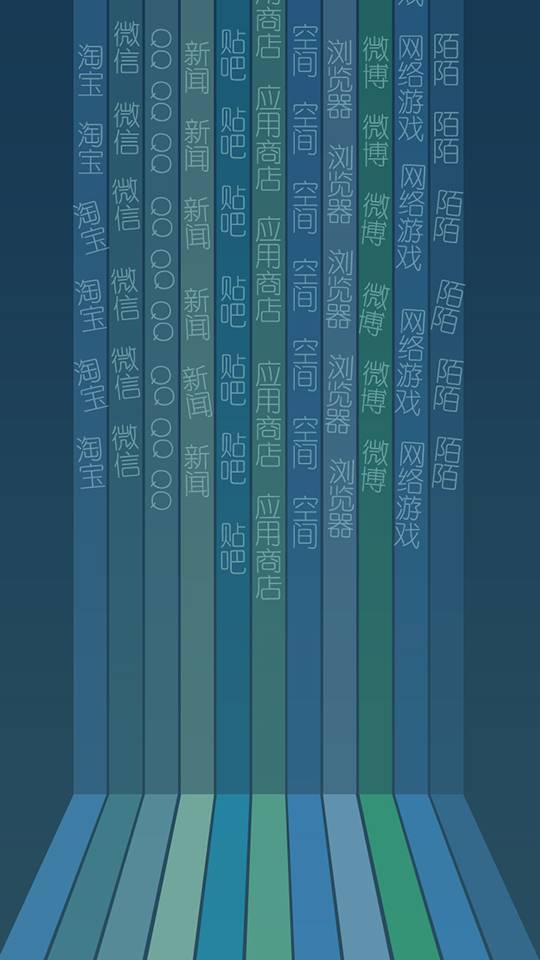 淘宝 淘宝 淘宝 淘宝 淘宝 淘宝
微信 微信 微信 微信 微信 微信
QQ QQ QQ QQ QQ QQ QQ QQ QQ
新闻 新闻 新闻 新闻 新闻 新闻
贴吧 贴吧 贴吧 贴吧 贴吧 贴吧 贴吧
用商店 应用商店 应用商店 应用商店 应用商店
空间 空间 空间 空间 空间 空间 空间
浏览器 浏览器 浏览器 浏览器 浏览器
微博 微博 微博 微博 微博 微博
戏 网络游戏 网络游戏 网络游戏 网络游戏
陌陌 陌陌 陌陌 陌陌 陌陌 陌陌